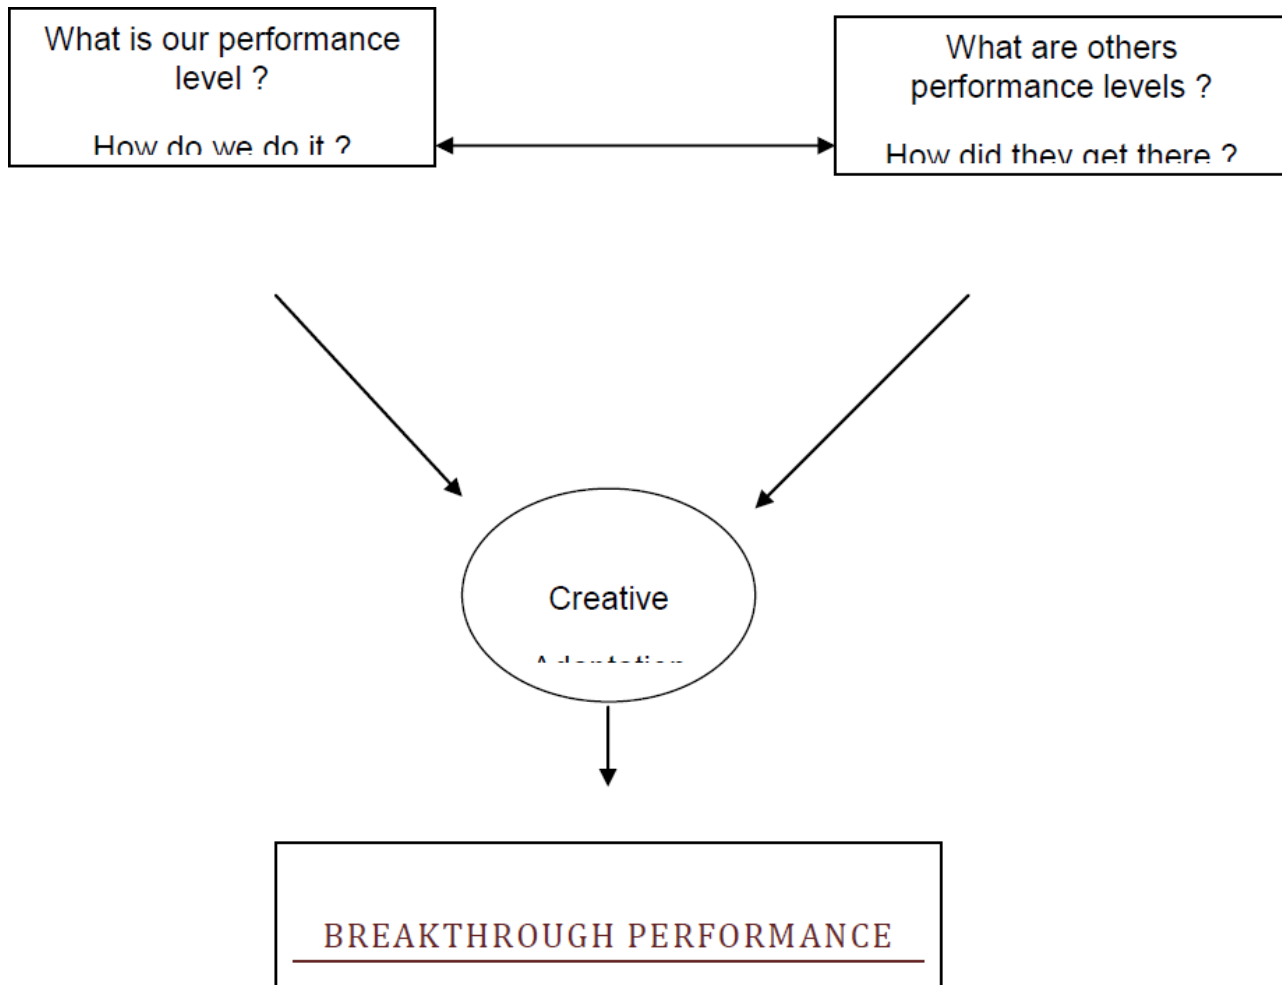 What is our performance
level ?
How do we do it ?
What are others
performance levels ?
How did they get there ?
Creative
Adaptation
BREAKTHROUGH PERFORMANCE